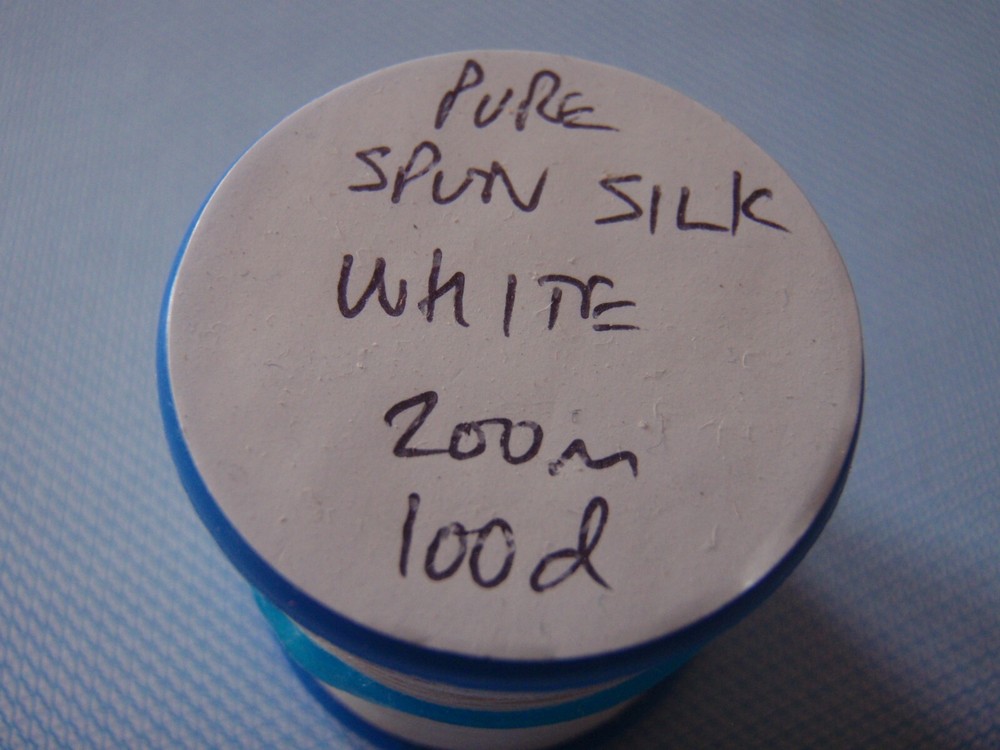 PURE
SPUN SILK
WHITE
200m
100d